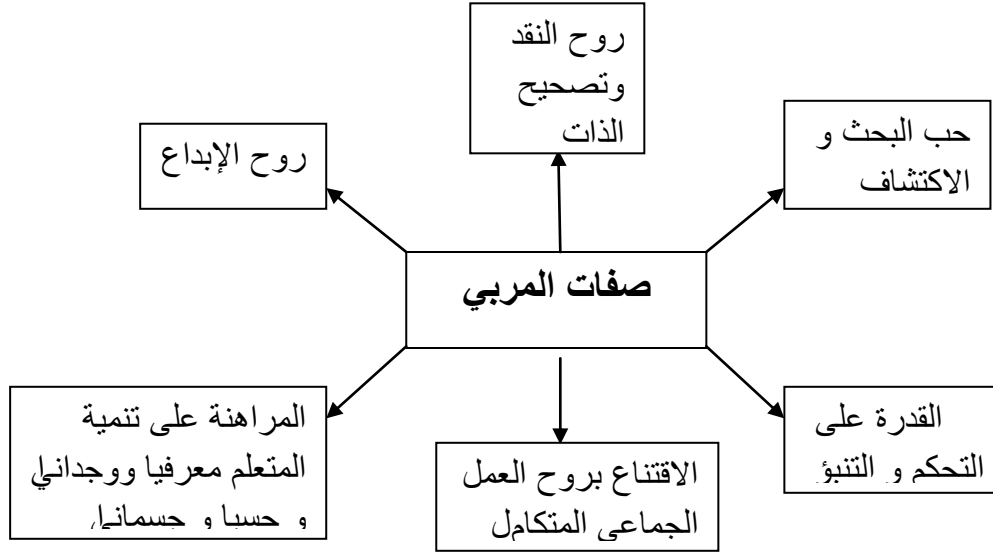 روح النقد
وتصحيح
الذات
حب البحث و
الاكتشاف
روح الإبداع
صفات المربي
القدرة على
التحكم و التنبؤ
الاقتناع بروح العمل
الجماعي المتكامل
المراهنة على تنمية
المتعلم معرفيا ووجدانيا
و حسيا و جسمانيا